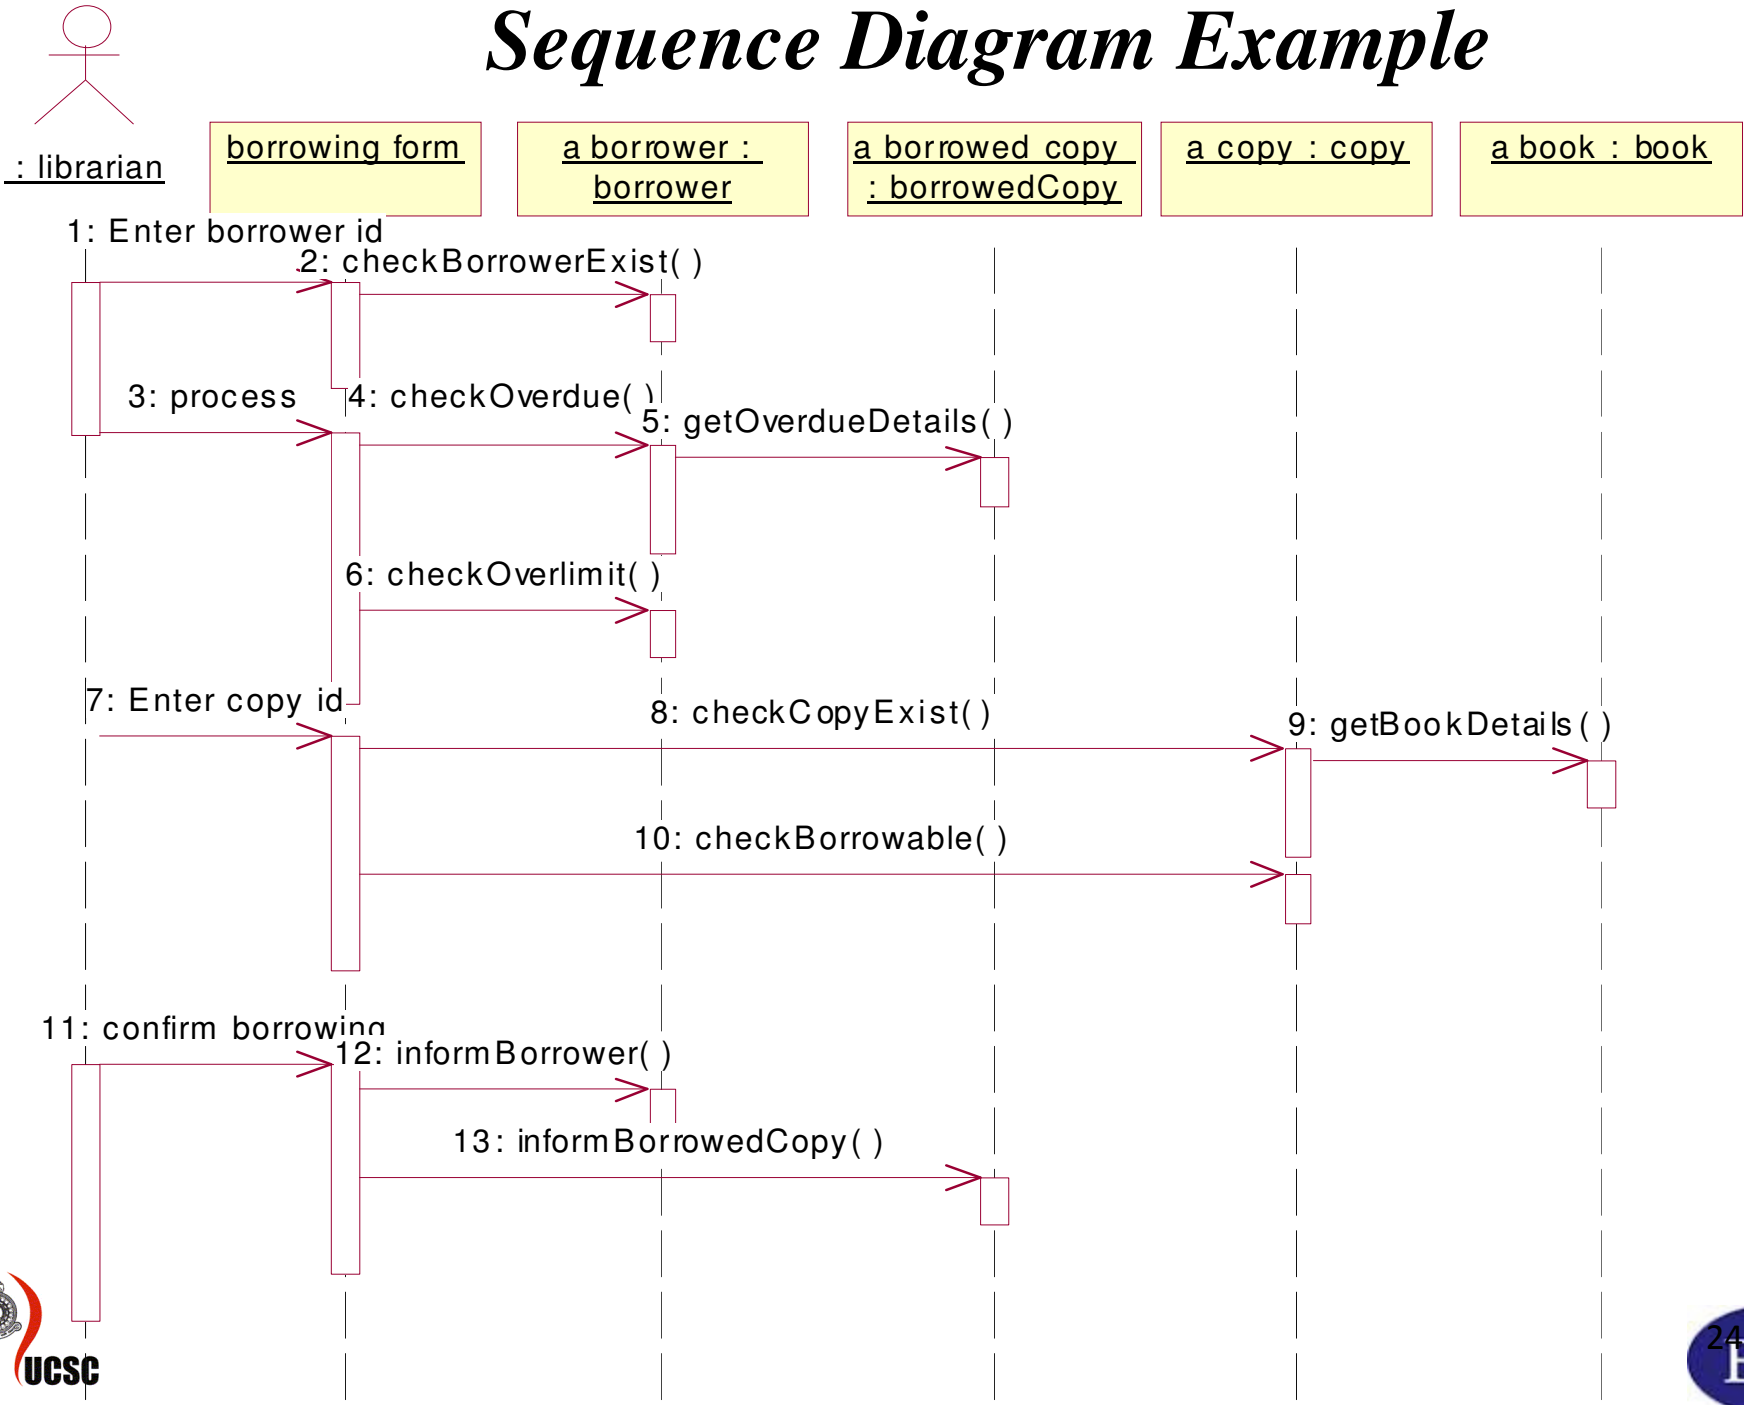 Sequence Diagram Example
: librarian
borrowing form
a borrower :
borrower
a borrowed copy
: borrowedCopy
a copy : copy
a book : book
1: Enter borrower id
2: checkBorrowerExist( )
3: process
4: checkOverdue( )
5: getOverdueDetails( )
6: checkOverlimit( )
7: Enter copy id
8: checkCopyExist( )
9: getBookDetails( )
10: checkBorrowable( )
11: confirm borrowing
12: informBorrower( )
13: informBorrowedCopy( )
UCSC
24